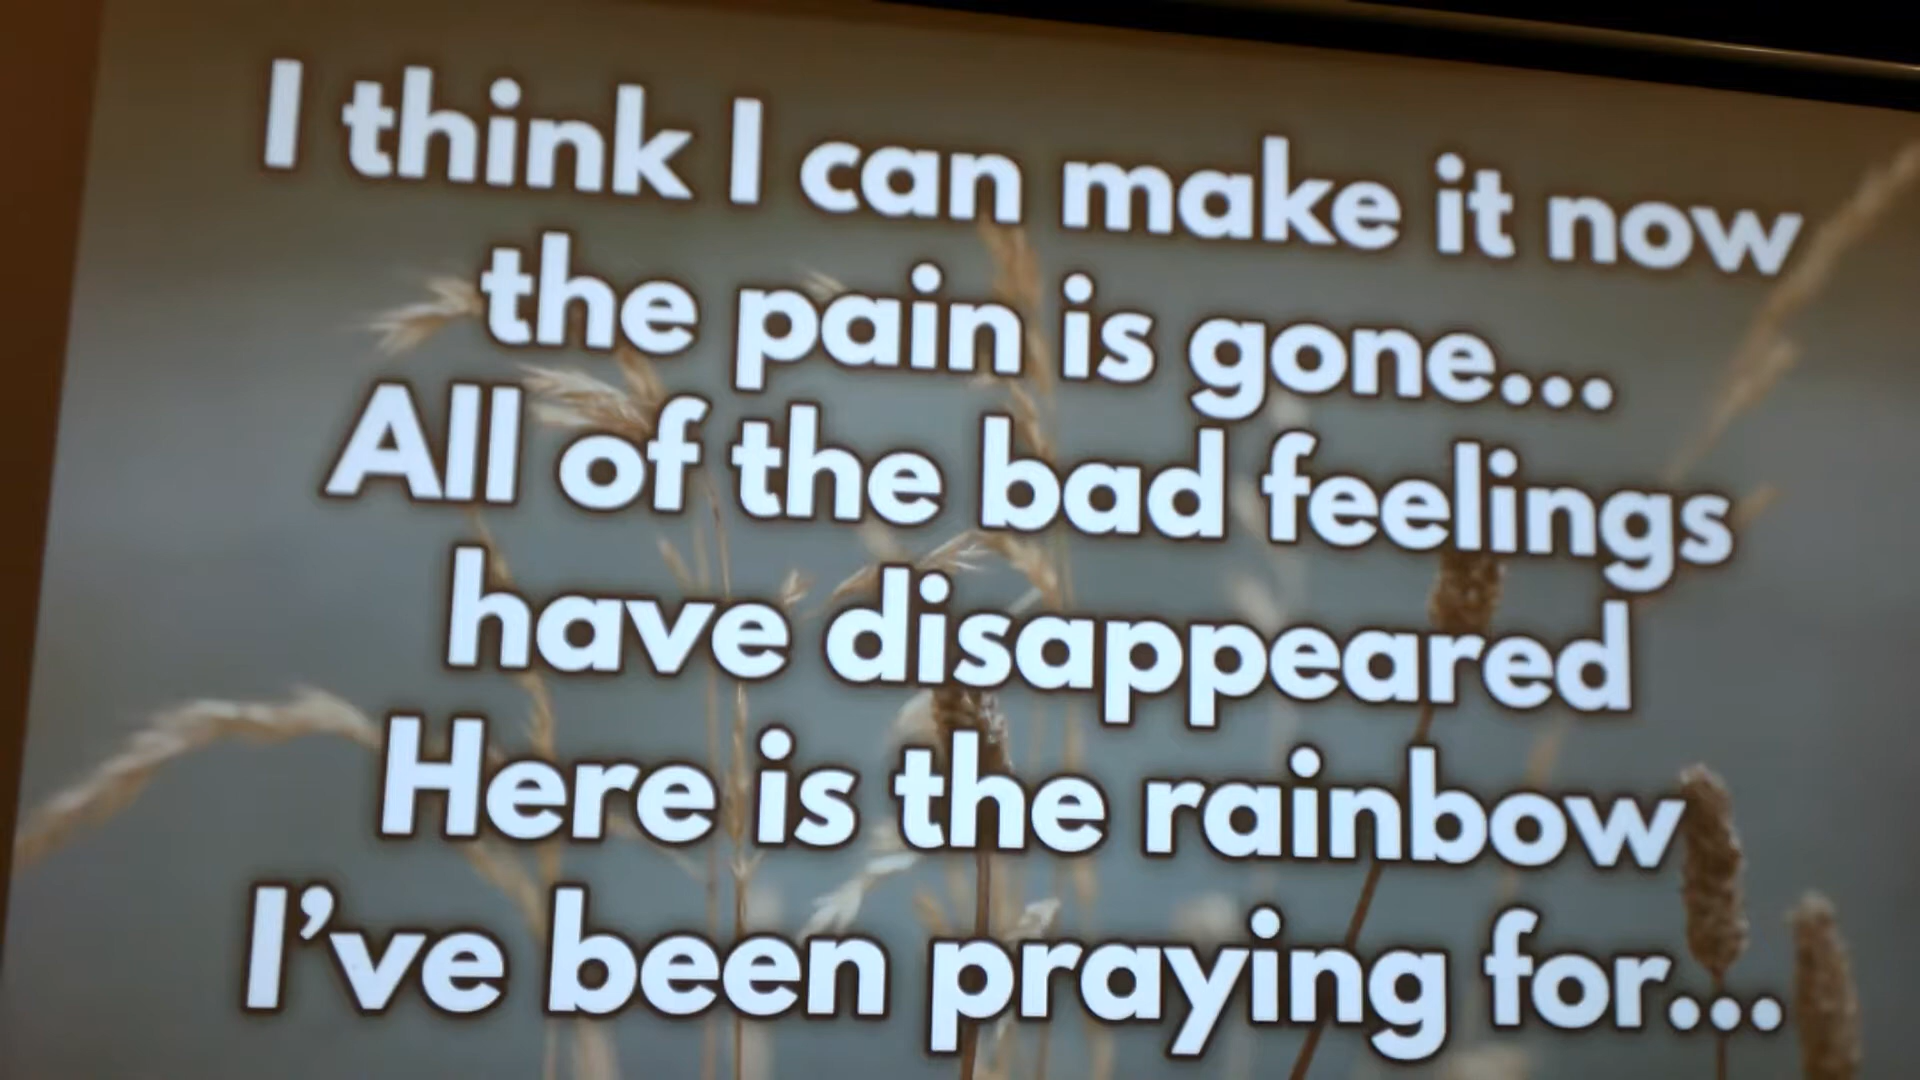 I think I can make it now
the pain is gone...
All of the bad feelings
have disappeared
Here is the rainbow
I've been praying for...